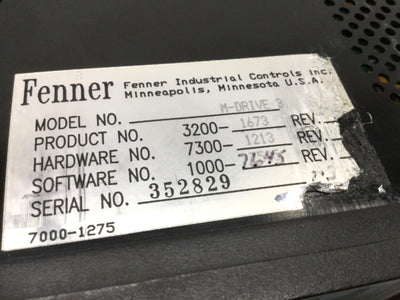 Fenner Fenner Industrial Controls Inc.
Minneapolis, Minnesota U.S.A.
MODEL NO. M-DRIVE 3
PRODUCT NO. 3200-1673 REV.
HARDWARE NO. 7300-1213 REV.
SOFTWARE NO. 1000- REV.
SERIAL NO. 352829
7000-1275